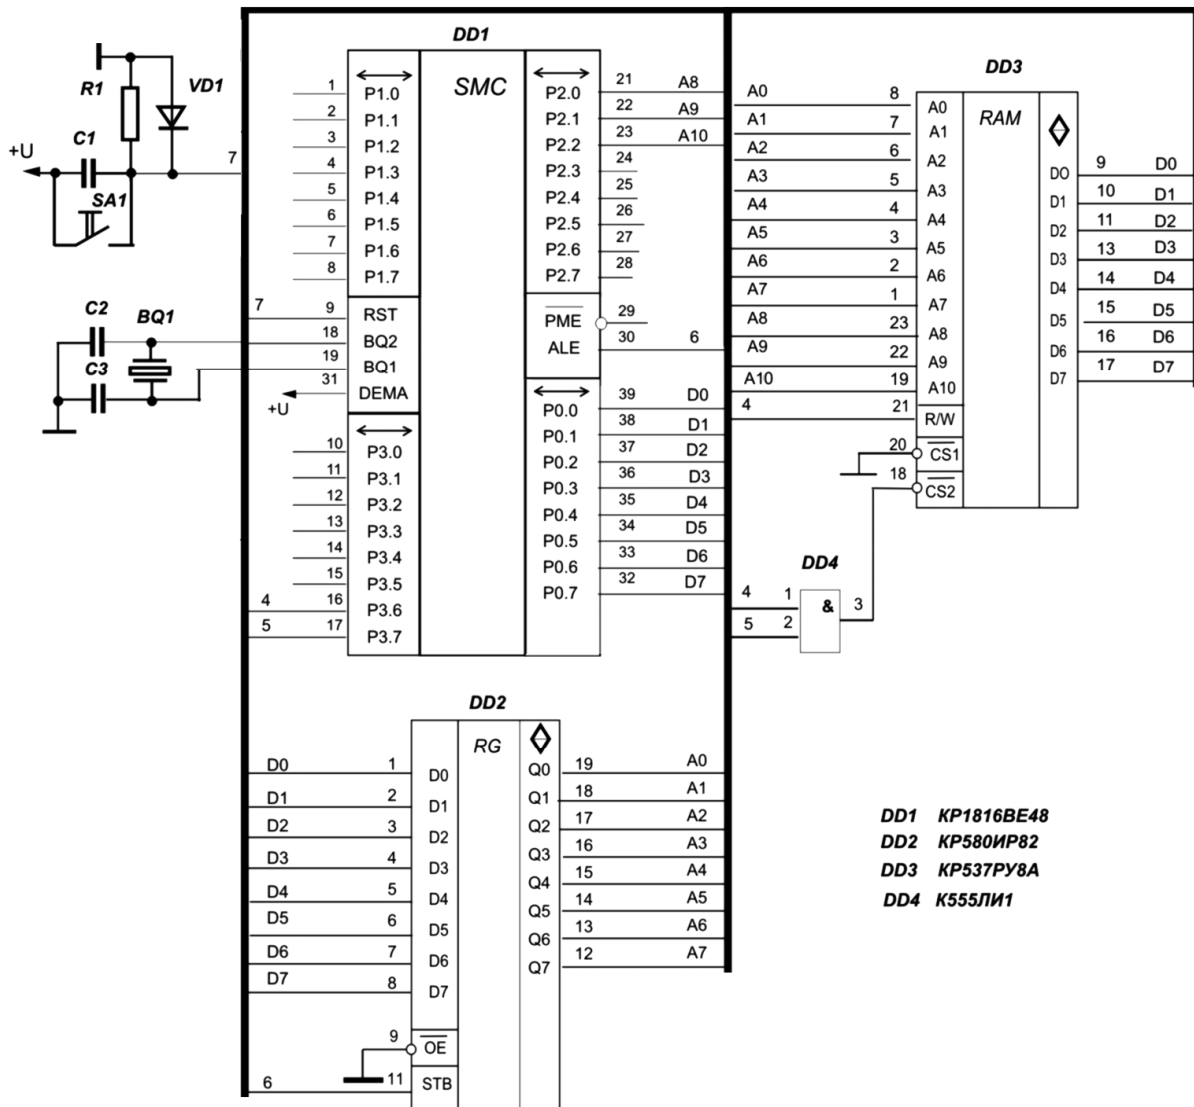 R1
VD1
C1
+U
7
SA1
C2
BQ1
C3
DD1
SMC
1 P1.0
2 P1.1
3 P1.2
4 P1.3
5 P1.4
6 P1.5
7 P1.6
8 P1.7
7 9 RST
18 BQ2
19 BQ1
31 DEMA
+U
10 P3.0
11 P3.1
12 P3.2
13 P3.3
14 P3.4
15 P3.5
4 16 P3.6
5 17 P3.7
P2.0 21 A8
P2.1 22 A9
P2.2 23 A10
P2.3 24
P2.4 25
P2.5 26
P2.6 27
P2.7 28
PME 29
ALE 30 6
P0.0 39 D0
P0.1 38 D1
P0.2 37 D2
P0.3 36 D3
P0.4 35 D4
P0.5 34 D5
P0.6 33 D6
P0.7 32 D7
DD3
RAM
A0 8 A0
A1 7 A1
A2 6 A2
A3 5 A3
A4 4 A4
A5 3 A5
A6 2 A6
A7 1 A7
A8 23 A8
A9 22 A9
A10 19 A10
4 21 R/W
20 CS1
18 CS2
DO 9 D0
D1 10 D1
D2 11 D2
D3 13 D3
D4 14 D4
D5 15 D5
D6 16 D6
D7 17 D7
DD4
4 1 & 3
5 2
DD2
RG
D0 1 D0
D1 2 D1
D2 3 D2
D3 4 D3
D4 5 D4
D5 6 D5
D6 7 D6
D7 8 D7
9 OE
6 11 STB
Q0 19 A0
Q1 18 A1
Q2 17 A2
Q3 16 A3
Q4 15 A4
Q5 14 A5
Q6 13 A6
Q7 12 A7
DD1 КР1816ВЕ48
DD2 КР580ИР82
DD3 КР537РУ8А
DD4 К555ЛИ1